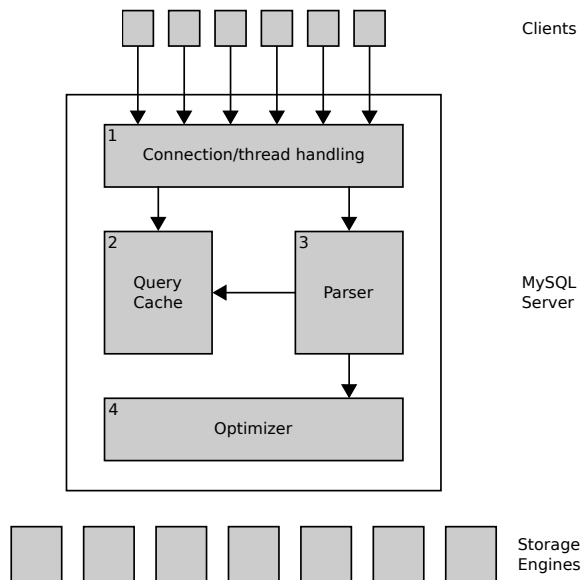 Clients
1
Connection/thread handling
2
Query
Cache
3
Parser
MySQL
Server
4
Optimizer
Storage
Engines